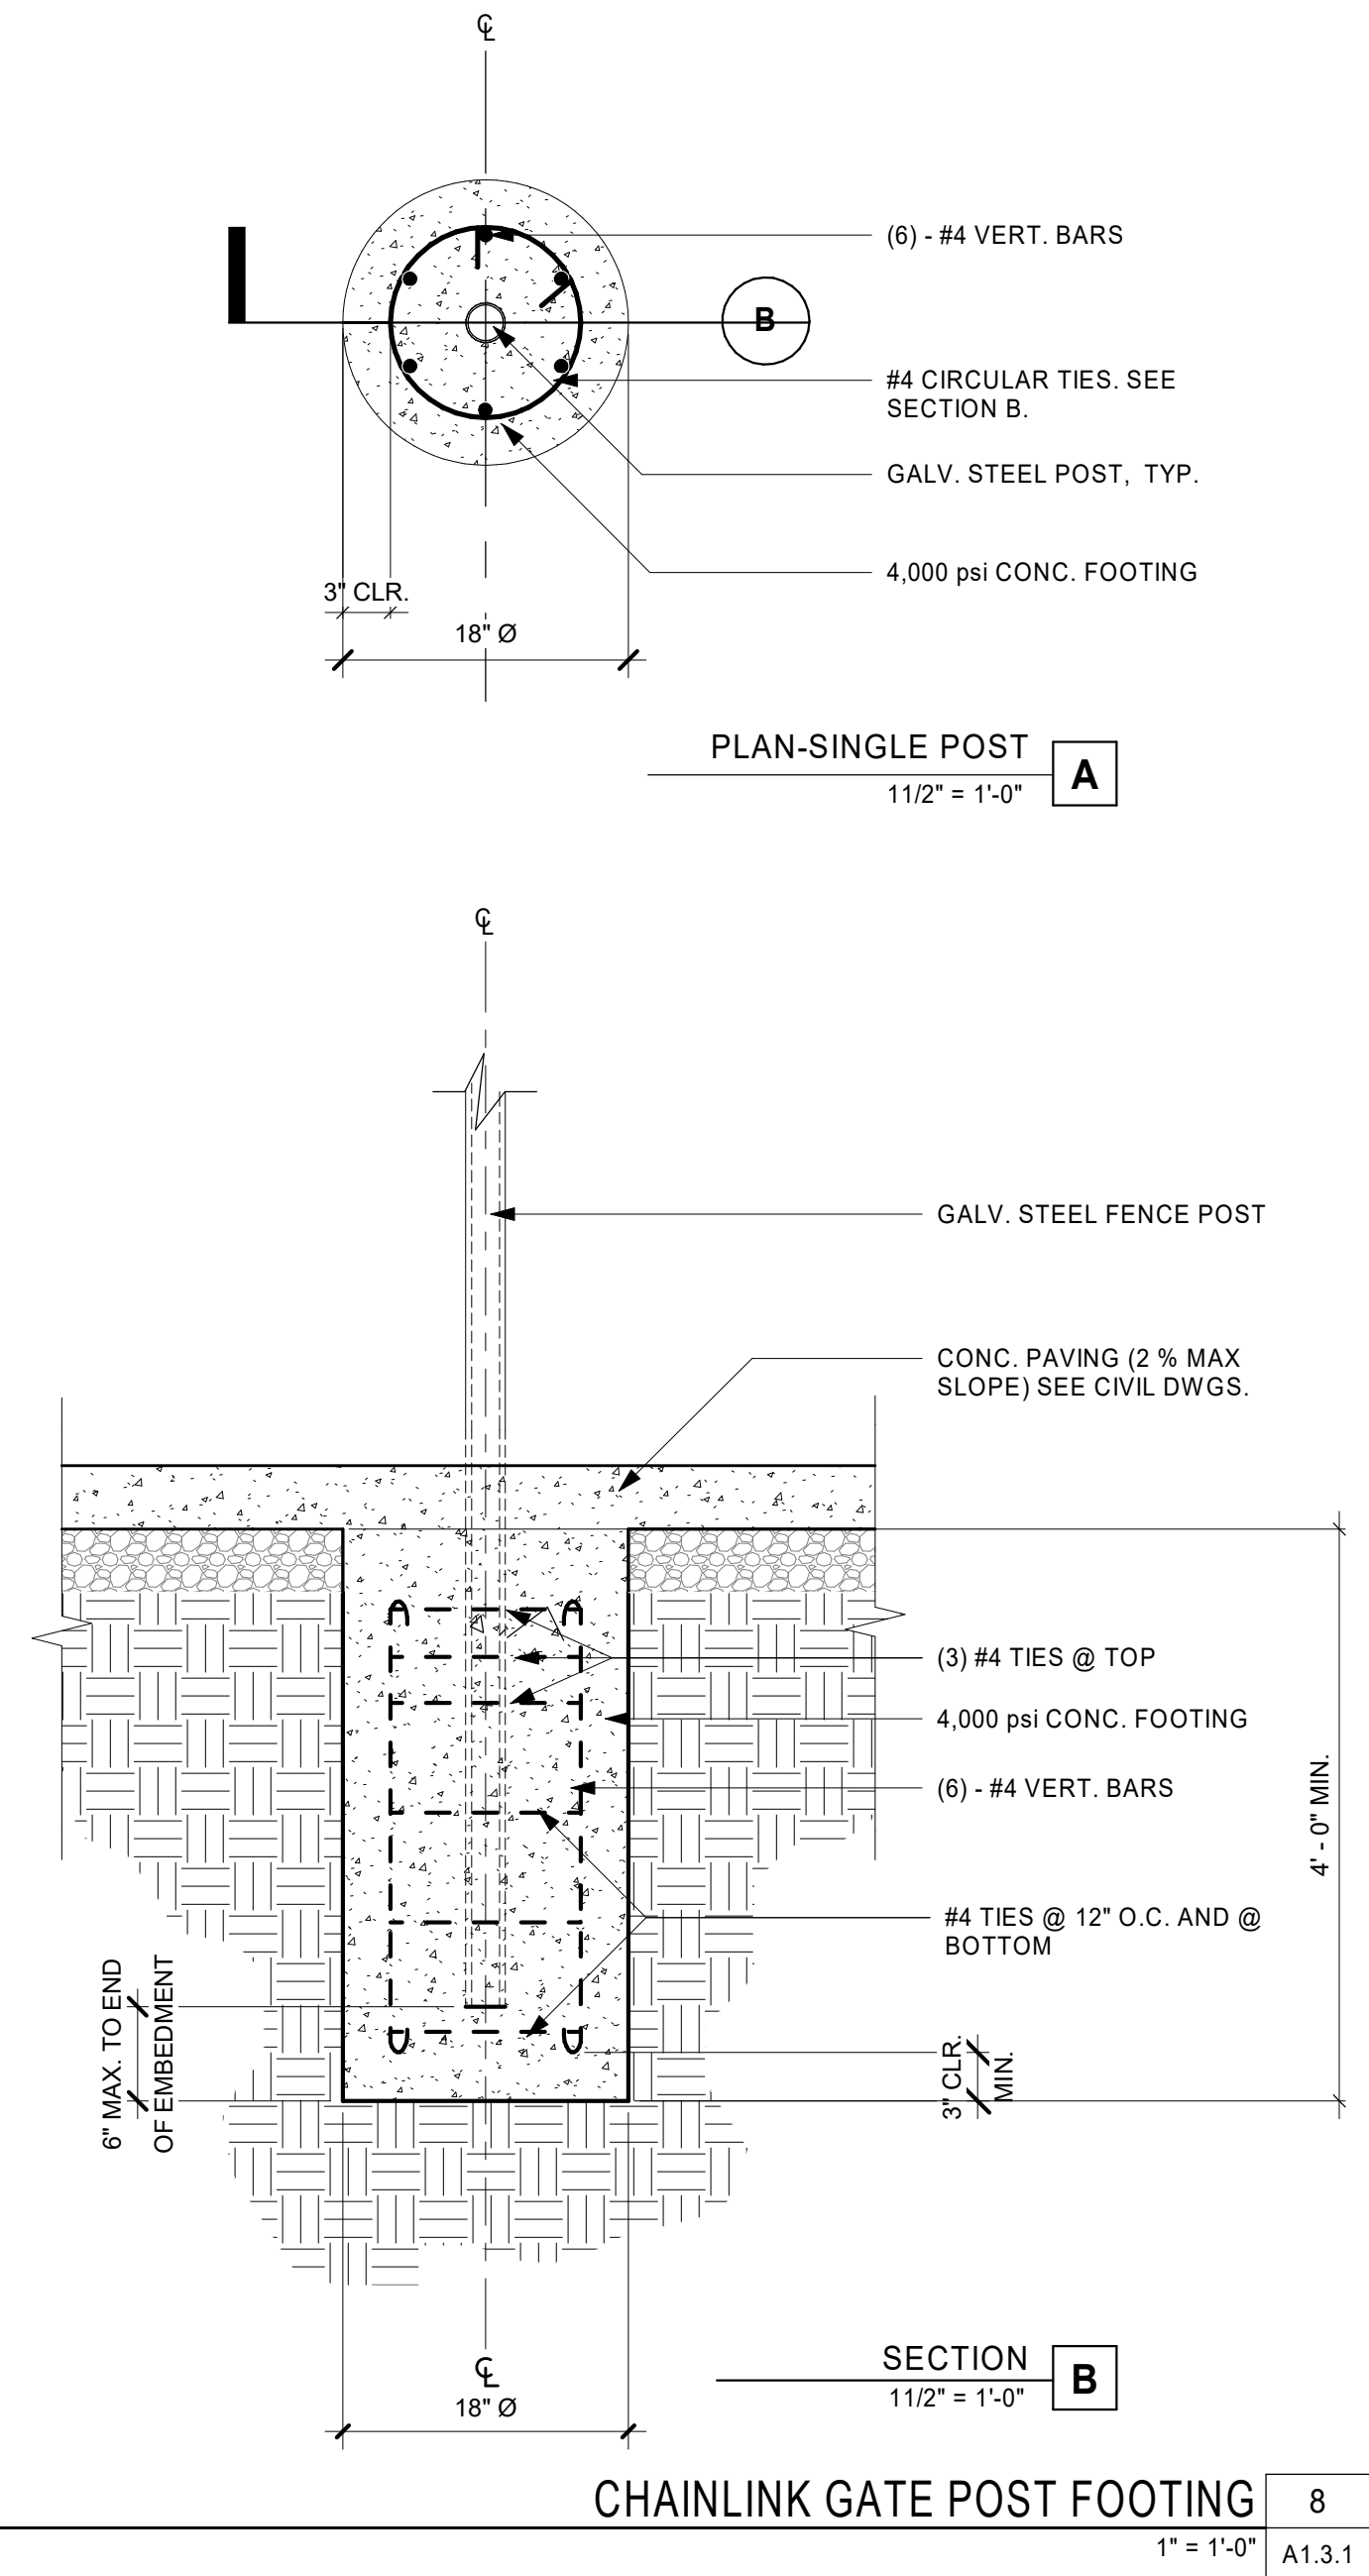 ℄
(6) - #4 VERT. BARS
B
#4 CIRCULAR TIES. SEE
SECTION B.
GALV. STEEL POST, TYP.
4,000 psi CONC. FOOTING
3" CLR.
18" Ø
PLAN-SINGLE POST
A
11/2" = 1'-0"
℄
GALV. STEEL FENCE POST
CONC. PAVING (2 % MAX
SLOPE) SEE CIVIL DWGS.
(3) #4 TIES @ TOP
4,000 psi CONC. FOOTING
(6) - #4 VERT. BARS
4' - 0" MIN.
#4 TIES @ 12" O.C. AND @
BOTTOM
6" MAX. TO END
OF EMBEDMENT
3" CLR.
MIN.
℄
18" Ø
SECTION
B
11/2" = 1'-0"
CHAINLINK GATE POST FOOTING
8
1" = 1'-0"
A1.3.1